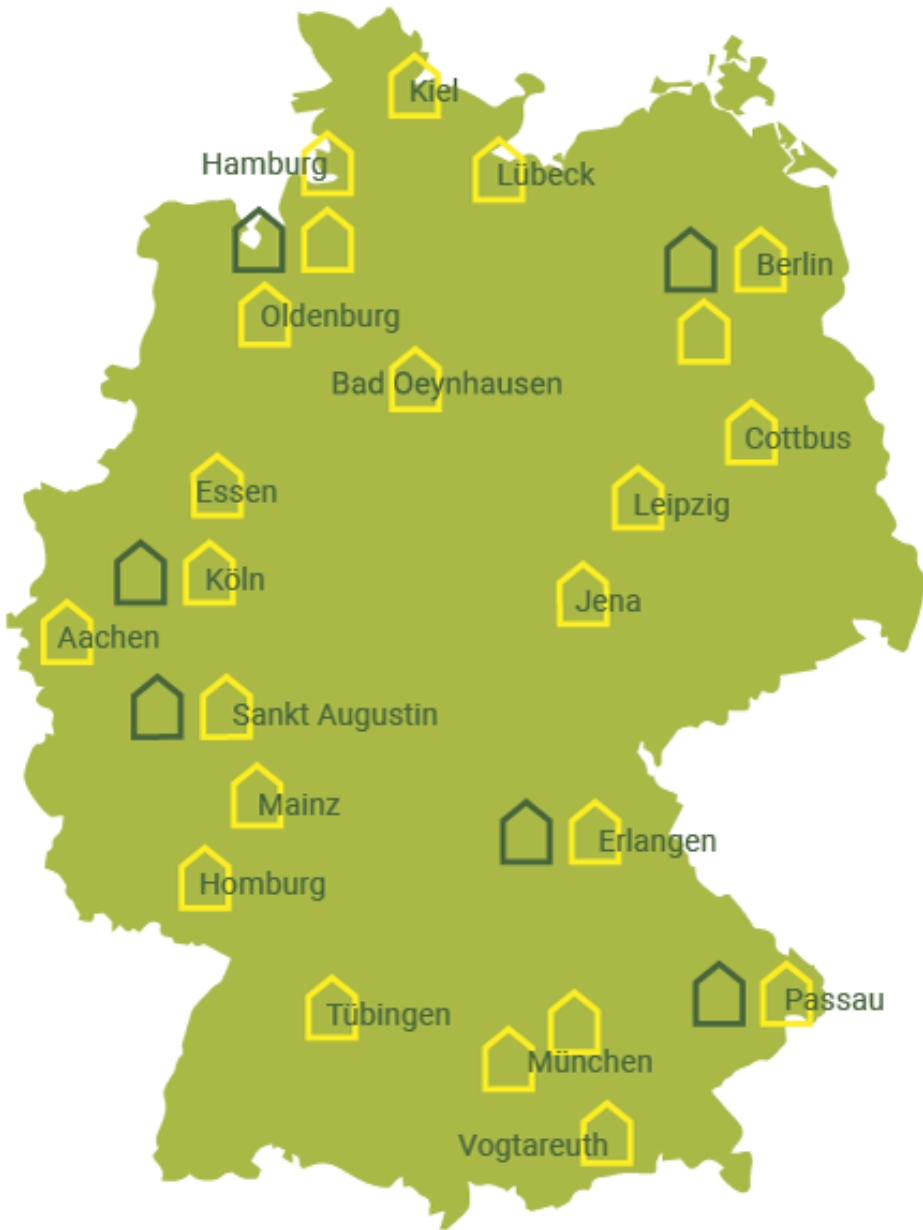 Kiel
Hamburg
Lübeck
Berlin
Oldenburg
Bad Oeynhausen
Cottbus
Essen
Leipzig
Köln
Jena
Aachen
Sankt Augustin
Mainz
Erlangen
Homburg
Passau
Tübingen
München
Vogtareuth